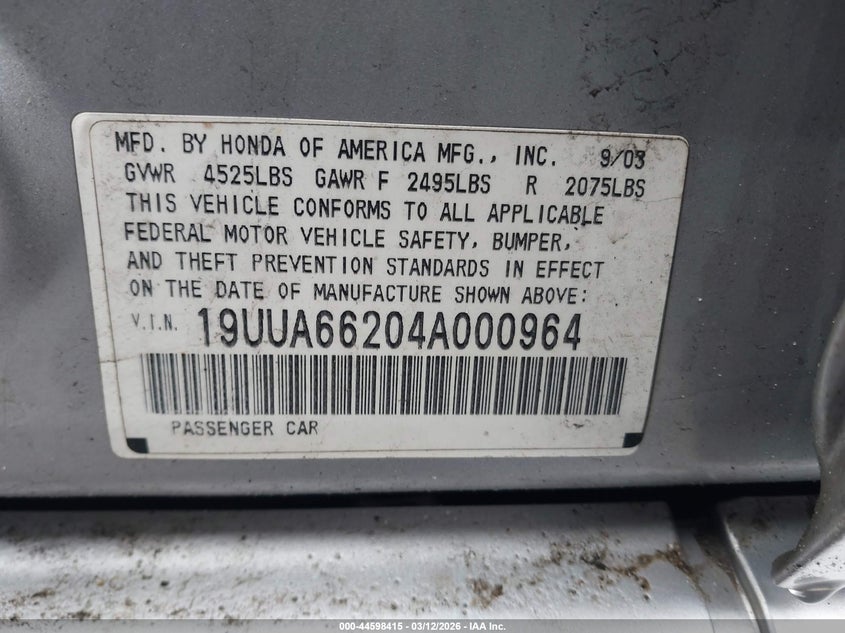 MFD. BY HONDA OF AMERICA MFG., INC. 9/03
GVWR 4525LBS GAWR F 2495LBS R 2075LBS
THIS VEHICLE CONFORMS TO ALL APPLICABLE
FEDERAL MOTOR VEHICLE SAFETY, BUMPER,
AND THEFT PREVENTION STANDARDS IN EFFECT
ON THE DATE OF MANUFACTURE SHOWN ABOVE:
V.I.N. 19UUA66204A000964
PASSENGER CAR
000-44598415 - 03/12/2026 - IAA Inc.